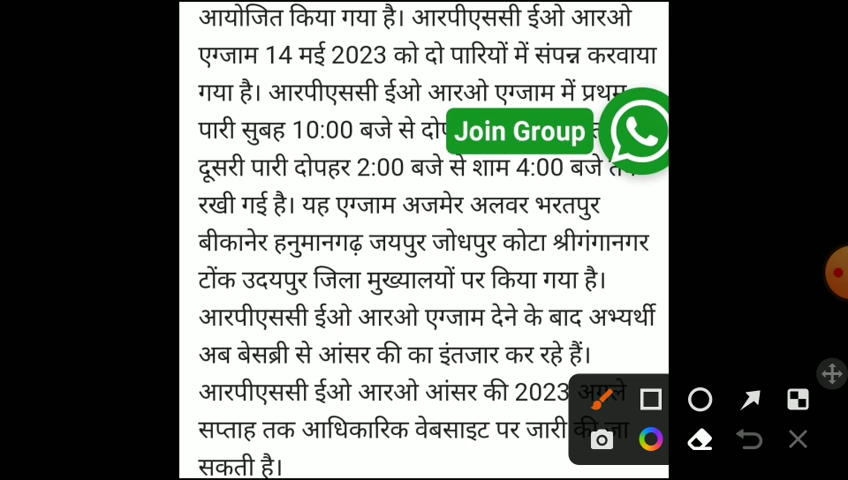 आयोजित किया गया है। आरपीएससी ईओ आरओ
एग्जाम 14 मई 2023 को दो पारियों में संपन्न करवाया
गया है। आरपीएससी ईओ आरओ एग्जाम में प्रथम
पारी सुबह 10:00 बजे से
Join Group
दूसरी पारी दोपहर 2:00 बजे से शाम 4:00 बजे
रखी गई है। यह एग्जाम अजमेर अलवर भरतपुर
बीकानेर हनुमानगढ़ जयपुर जोधपुर कोटा श्रीगंगानगर
टोंक उदयपुर जिला मुख्यालयों पर किया गया है।
आरपीएससी ईओ आरओ एग्जाम देने के बाद अभ्यर्थी
अब बेसब्री से आंसर की का इंतजार कर रहे हैं।
आरपीएससी ईओ आरओ आंसर की 2023 अगले
सप्ताह तक आधिकारिक वेबसाइट पर जारी की जा
सकती है।